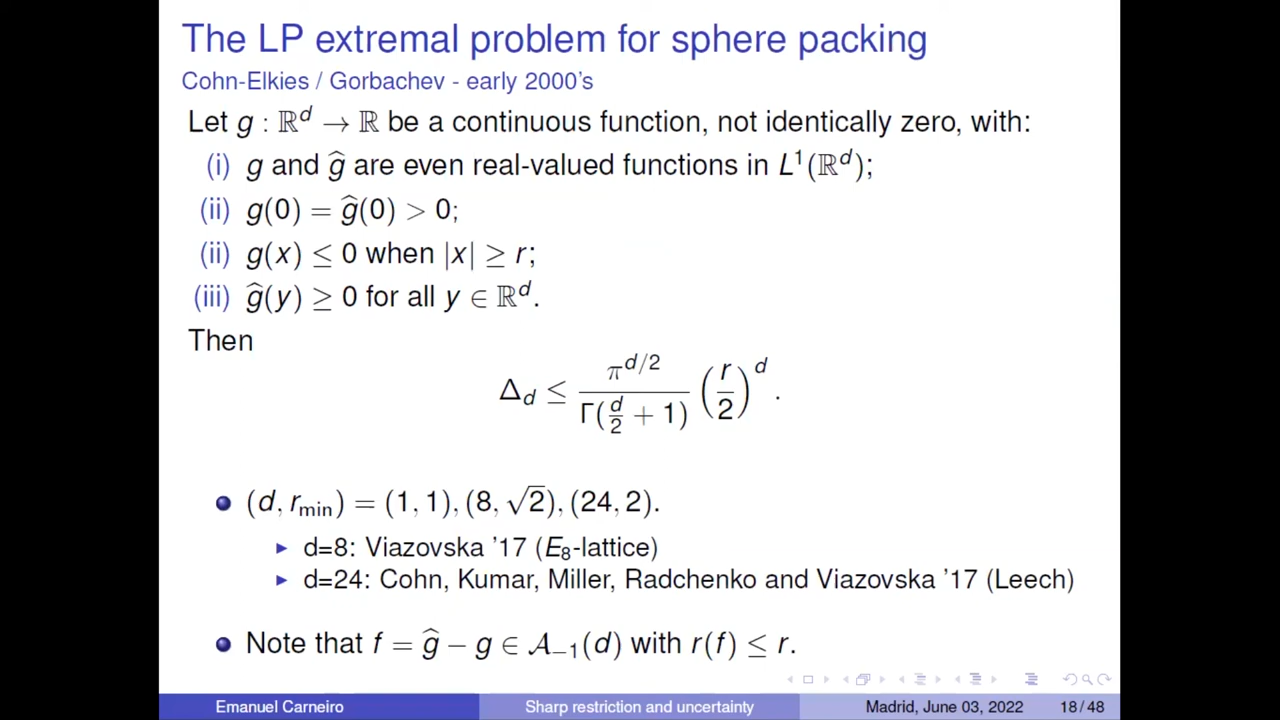 The LP extremal problem for sphere packing
Cohn-Elkies / Gorbachev - early 2000's
Let g : ℝ^d → ℝ be a continuous function, not identically zero, with:
(i) g and ĝ are even real-valued functions in L^1(ℝ^d);
(ii) g(0) = ĝ(0) > 0;
(ii) g(x) ≤ 0 when |x| ≥ r;
(iii) ĝ(y) ≥ 0 for all y ∈ ℝ^d.
Then
Δ_d ≤ π^{d/2} / Γ(d/2 + 1) (r/2)^d.
(d, r_min) = (1, 1), (8, √2), (24, 2).
d=8: Viazovska '17 (E_8-lattice)
d=24: Cohn, Kumar, Miller, Radchenko and Viazovska '17 (Leech)
Note that f = ĝ − g ∈ 𝒜_{−1}(d) with r(f) ≤ r.
Emanuel Carneiro Sharp restriction and uncertainty Madrid, June 03, 2022 18 / 48